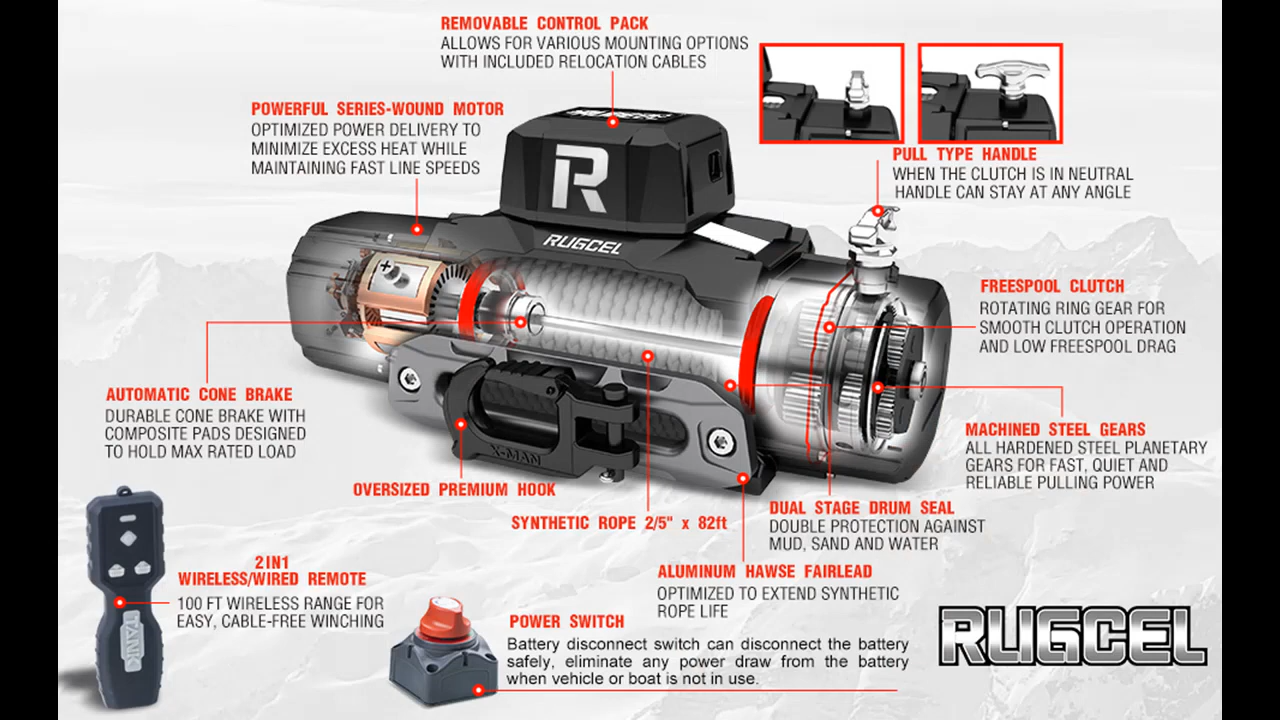 REMOVABLE CONTROL PACK
ALLOWS FOR VARIOUS MOUNTING OPTIONS
WITH INCLUDED RELOCATION CABLES
POWERFUL SERIES-WOUND MOTOR
OPTIMIZED POWER DELIVERY TO
MINIMIZE EXCESS HEAT WHILE
MAINTAINING FAST LINE SPEEDS
PULL TYPE HANDLE
WHEN THE CLUTCH IS IN NEUTRAL
HANDLE CAN STAY AT ANY ANGLE
R
RUGCEL
FREESPOOL CLUTCH
ROTATING RING GEAR FOR
SMOOTH CLUTCH OPERATION
AND LOW FREESPOOL DRAG
AUTOMATIC CONE BRAKE
DURABLE CONE BRAKE WITH
COMPOSITE PADS DESIGNED
TO HOLD MAX RATED LOAD
MACHINED STEEL GEARS
ALL HARDENED STEEL PLANETARY
GEARS FOR FAST, QUIET AND
RELIABLE PULLING POWER
X-MAN
OVERSIZED PREMIUM HOOK
SYNTHETIC ROPE 2/5" x 82ft
DUAL STAGE DRUM SEAL
DOUBLE PROTECTION AGAINST
MUD, SAND AND WATER
ALUMINUM HAWSE FAIRLEAD
OPTIMIZED TO EXTEND SYNTHETIC
ROPE LIFE
2IN1
WIRELESS/WIRED REMOTE
100 FT WIRELESS RANGE FOR
EASY, CABLE-FREE WINCHING
POWER SWITCH
Battery disconnect switch can disconnect the battery
safely, eliminate any power draw from the battery
when vehicle or boat is not in use.
RUGCEL